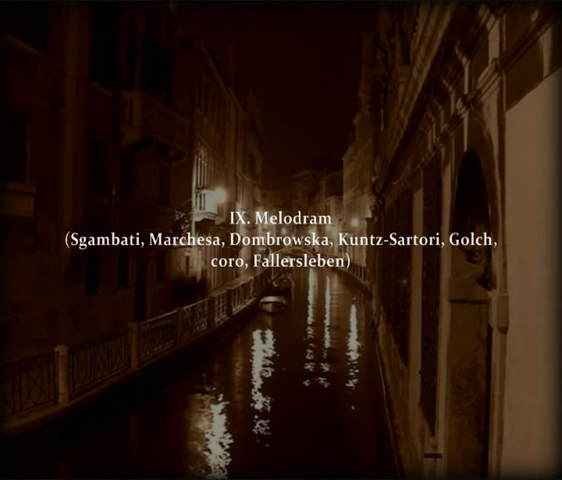 IX. Melodram
(Sgambati, Marchesa, Dombrowska, Kuntz-Sartori, Golch,
coro, Fallersleben)